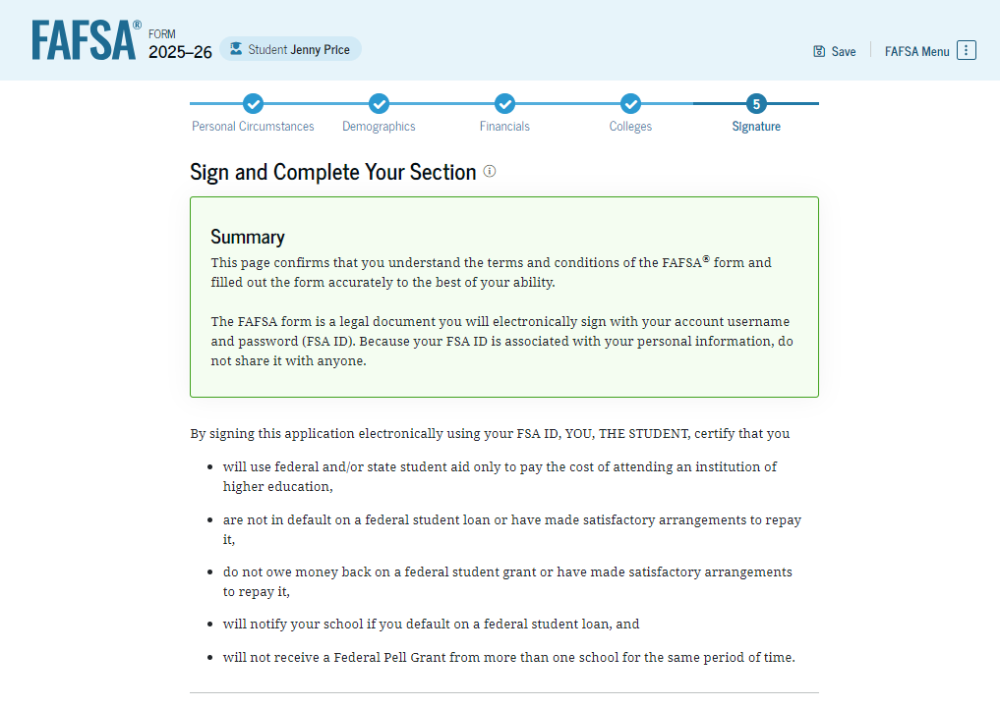 FAFSA® FORM
2025–26
Student Jenny Price
Save
FAFSA Menu
Personal Circumstances
Demographics
Financials
Colleges
5
Signature
Sign and Complete Your Section
Summary
This page confirms that you understand the terms and conditions of the FAFSA® form and
filled out the form accurately to the best of your ability.
The FAFSA form is a legal document you will electronically sign with your account username
and password (FSA ID). Because your FSA ID is associated with your personal information, do
not share it with anyone.
By signing this application electronically using your FSA ID, YOU, THE STUDENT, certify that you
• will use federal and/or state student aid only to pay the cost of attending an institution of
higher education,
• are not in default on a federal student loan or have made satisfactory arrangements to repay
it,
• do not owe money back on a federal student grant or have made satisfactory arrangements
to repay it,
• will notify your school if you default on a federal student loan, and
• will not receive a Federal Pell Grant from more than one school for the same period of time.